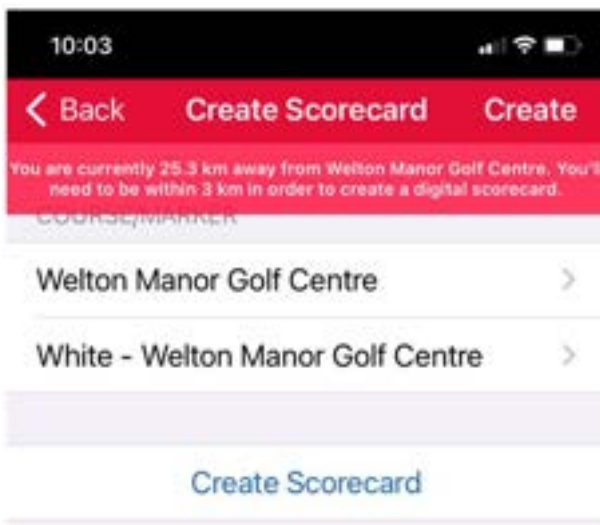 10:03
Back Create Scorecard Create
You are currently 25.3 km away from Welton Manor Golf Centre. You'll
need to be within 3 km in order to create a digital scorecard.
COURSE/MARKER
Welton Manor Golf Centre
White - Welton Manor Golf Centre
Create Scorecard